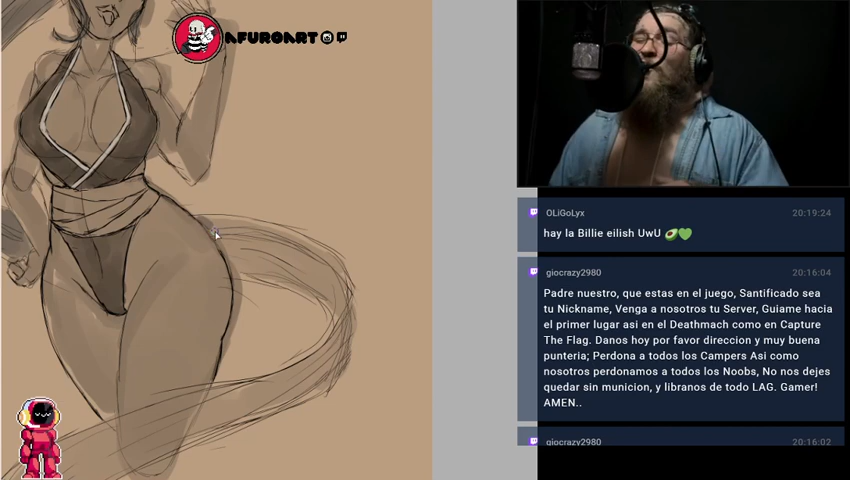 AFUROART
OLiGoLyx 20:19:24
hay la Billie eilish UwU 🥑💚
giocrazy2980 20:16:04
Padre nuestro, que estas en el juego, Santificado sea
tu Nickname, Venga a nosotros tu Server, Guiame hacia
el primer lugar asi en el Deathmach como en Capture
The Flag. Danos hoy por favor direccion y muy buena
punteria; Perdona a todos los Campers Asi como
nosotros perdonamos a todos los Noobs, No nos dejes
quedar sin municion, y libranos de todo LAG. Gamer!
AMEN..
giocrazy2980 20:16:02